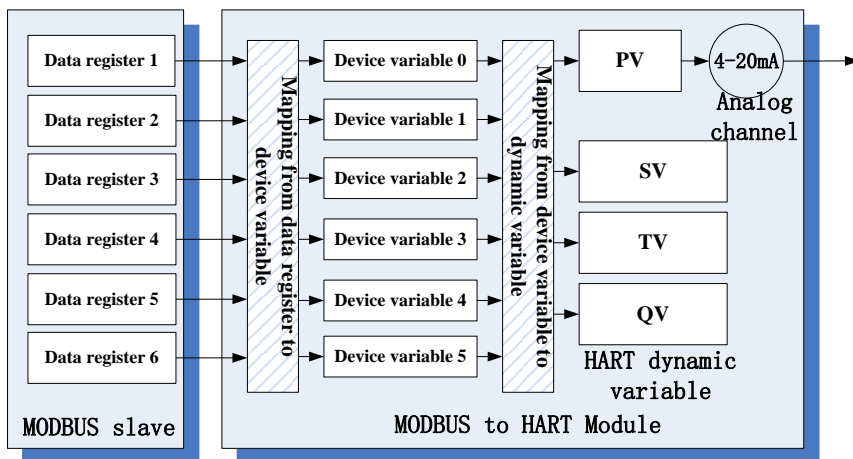 Data register 1
Data register 2
Data register 3
Data register 4
Data register 5
Data register 6
MODBUS slave
Mapping from data register to
device variable
Device variable 0
Device variable 1
Device variable 2
Device variable 3
Device variable 4
Device variable 5
Mapping from device variable to
dynamic variable
PV
4-20mA
Analog
channel
SV
TV
QV
HART dynamic
variable
MODBUS to HART Module